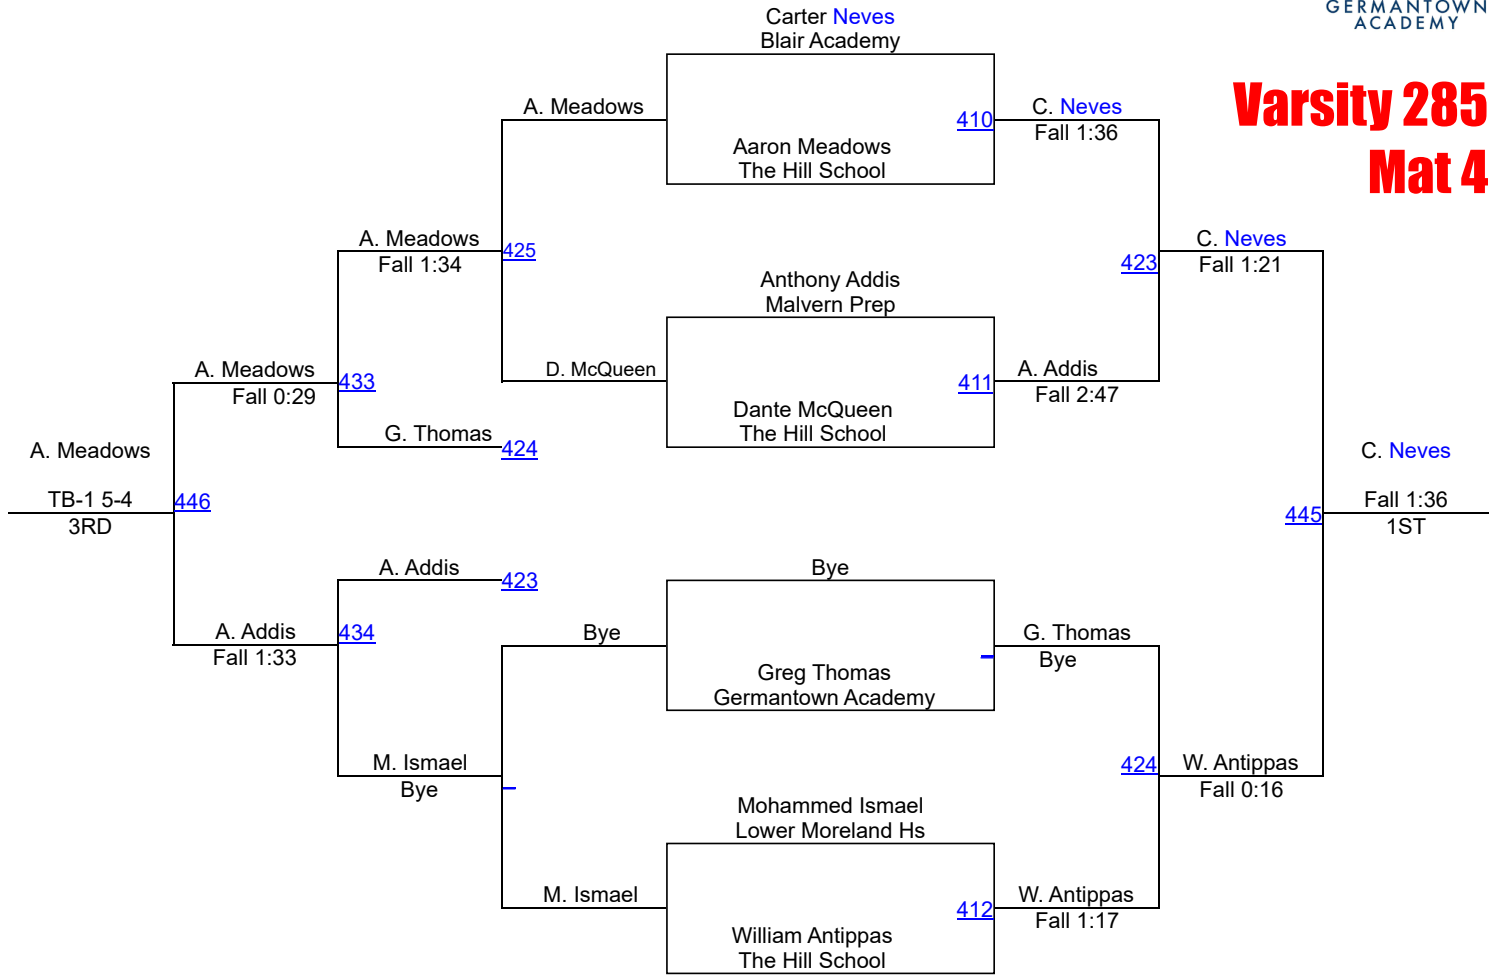 GERMANTOWN
ACADEMY
Varsity 285
Mat 4
Carter Neves
Blair Academy
A. Meadows
410
C. Neves
Fall 1:36
Aaron Meadows
The Hill School
A. Meadows
Fall 1:34
425
C. Neves
Fall 1:21
423
Anthony Addis
Malvern Prep
A. Meadows
Fall 0:29
433
D. McQueen
411
A. Addis
Fall 2:47
Dante McQueen
The Hill School
G. Thomas
424
A. Meadows
TB-1 5-4
3RD
446
C. Neves
Fall 1:36
1ST
445
A. Addis
423
Bye
A. Addis
Fall 1:33
434
Bye
G. Thomas
Bye
Greg Thomas
Germantown Academy
M. Ismael
Bye
424
W. Antippas
Fall 0:16
Mohammed Ismael
Lower Moreland Hs
M. Ismael
412
W. Antippas
Fall 1:17
William Antippas
The Hill School